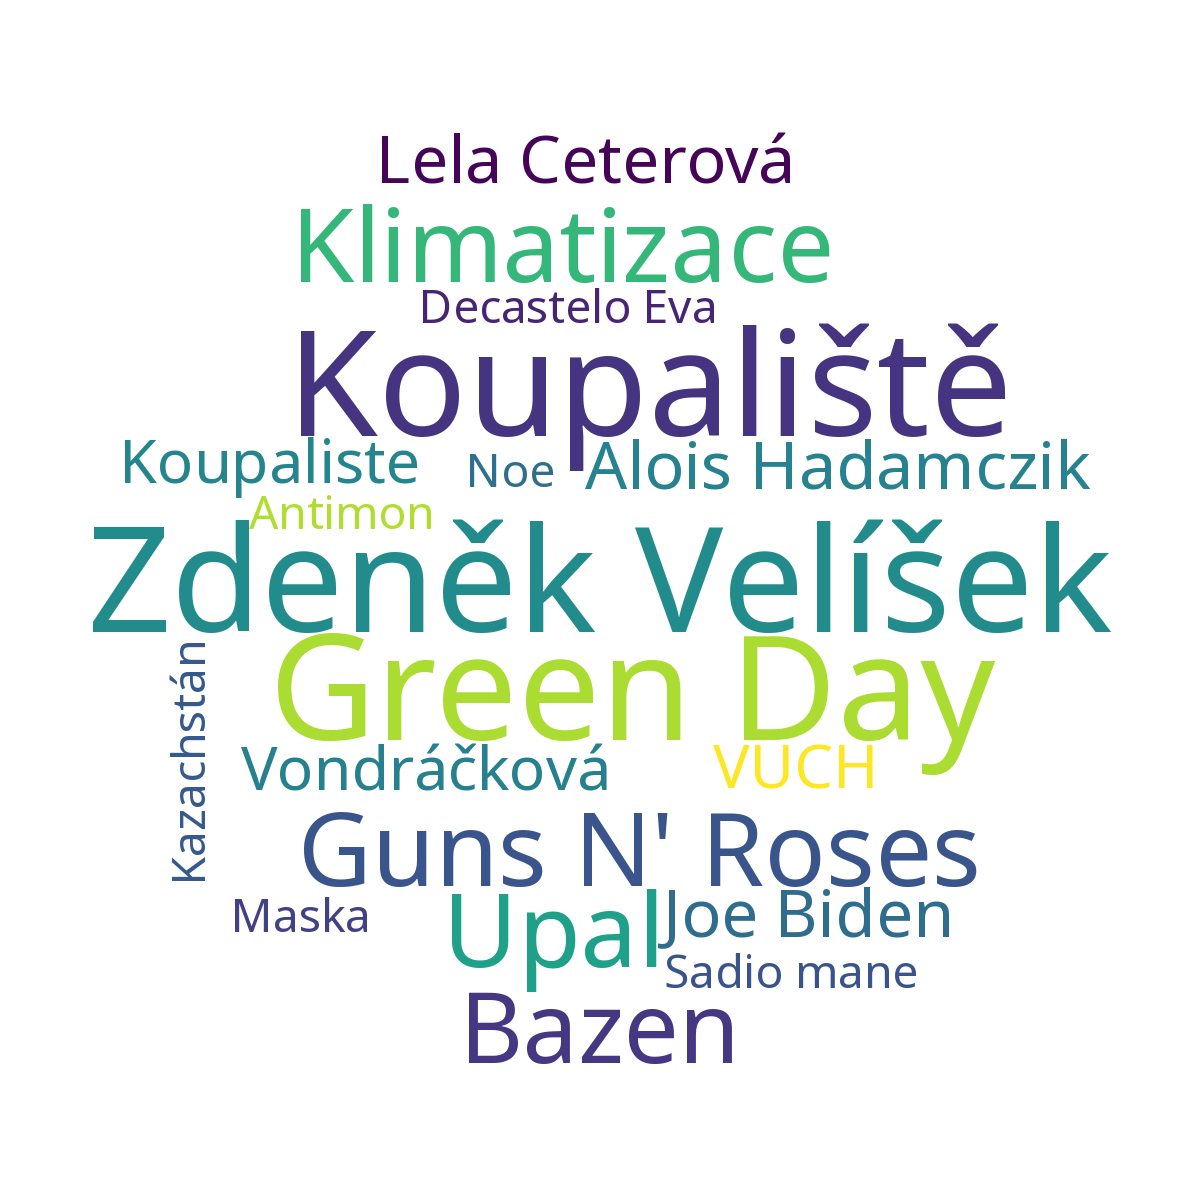 Lela Ceterová
Klimatizace
Decastelo Eva
Koupaliště
Koupaliste
Noe
Alois Hadamczik
Antimon
Zdeněk Velíšek
Green Day
Kazachstán
Vondráčková
VUCH
Guns N' Roses
Maska
Upal
Joe Biden
Sadio mane
Bazen